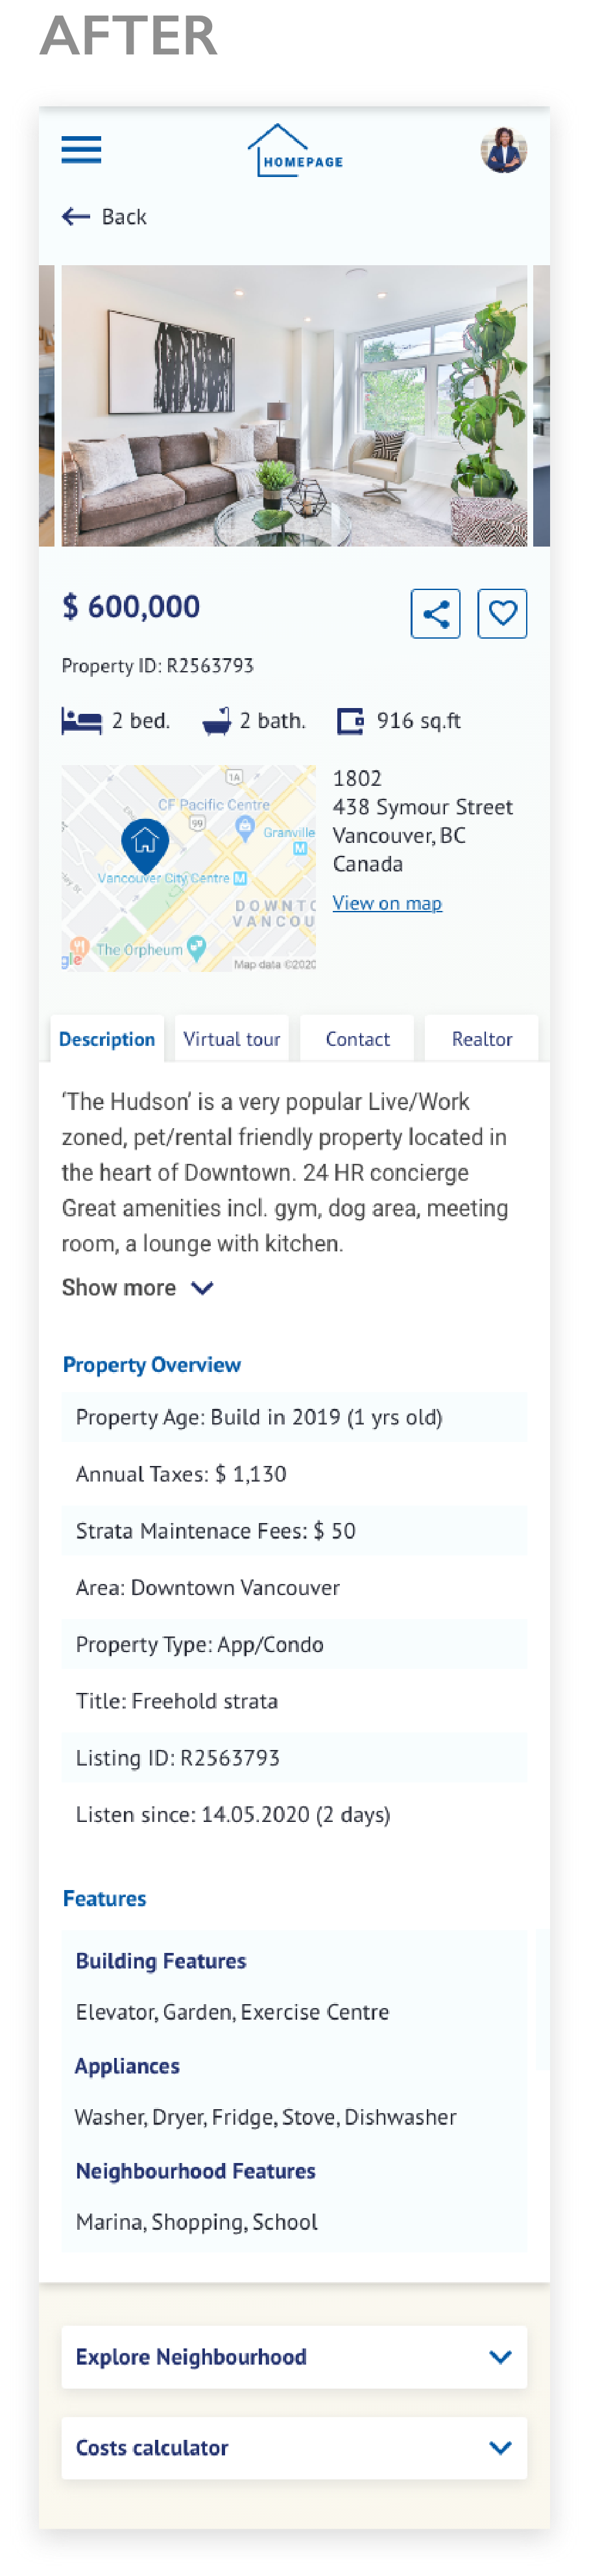 AFTER
HOMEPAGE
Back
$ 600,000
Property ID: R2563793
2 bed.
2 bath.
916 sq.ft
1A
CF Pacific Centre
99
Granville
M
Vancouver City Centre M
DOWNTO
VANCOU
The Orpheum
gle
Map data ©2020
1802
438 Symour Street
Vancouver, BC
Canada
View on map
Description
Virtual tour
Contact
Realtor
‘The Hudson’ is a very popular Live/Work
zoned, pet/rental friendly property located in
the heart of Downtown. 24 HR concierge
Great amenities incl. gym, dog area, meeting
room, a lounge with kitchen.
Show more
Property Overview
Property Age: Build in 2019 (1 yrs old)
Annual Taxes: $ 1,130
Strata Maintenace Fees: $ 50
Area: Downtown Vancouver
Property Type: App/Condo
Title: Freehold strata
Listing ID: R2563793
Listen since: 14.05.2020 (2 days)
Features
Building Features
Elevator, Garden, Exercise Centre
Appliances
Washer, Dryer, Fridge, Stove, Dishwasher
Neighbourhood Features
Marina, Shopping, School
Explore Neighbourhood
Costs calculator